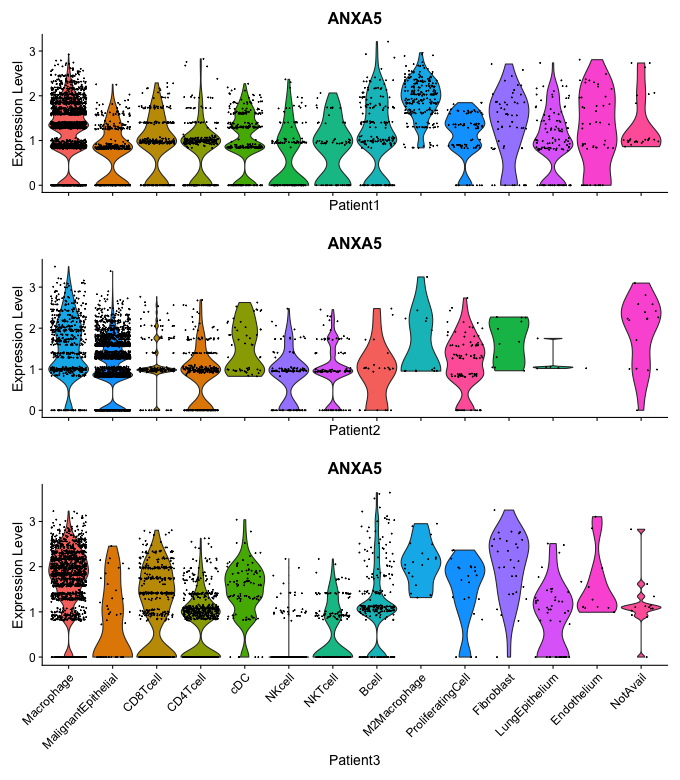 ANXA5
Expression Level
3
2
1
0
Patient1
ANXA5
Expression Level
3
2
1
0
Patient2
ANXA5
Expression Level
3
2
1
0
Macrophage
MalignantEpithelial
CD8Tcell
CD4Tcell
cDC
NKcell
NKTcell
Bcell
M2Macrophage
ProliferatingCell
Fibroblast
LungEpithelium
Endothelium
NotAvail
Patient3